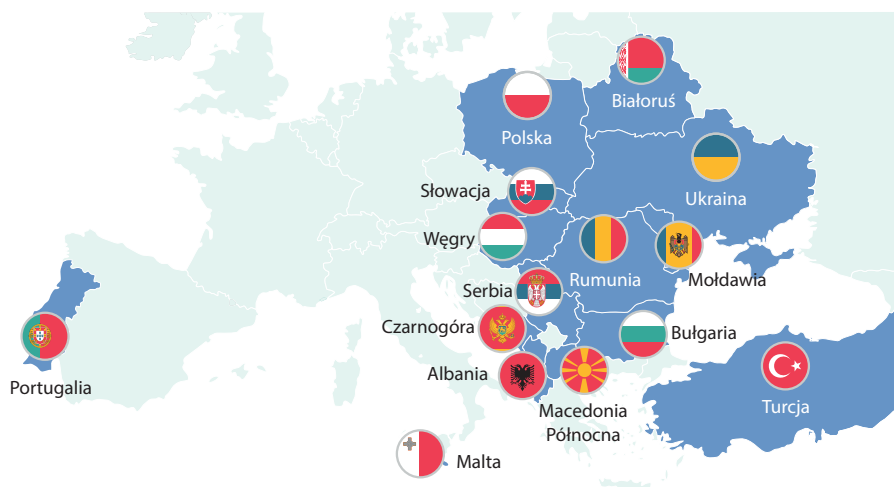 Białoruś
Polska
Słowacja
Ukraina
Węgry
Rumunia
Mołdawia
Serbia
Czarnogóra
Bułgaria
Albania
Portugalia
Macedonia
Północna
Turcja
Malta